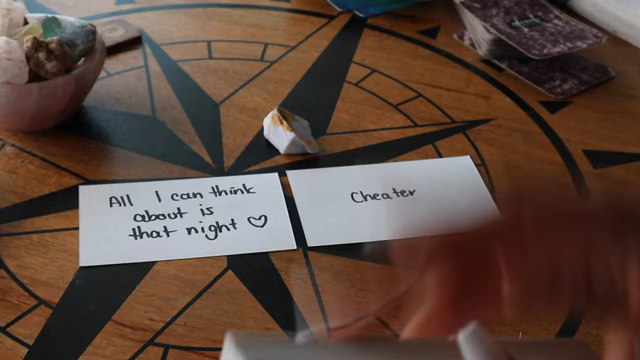 All I can think
about is
that night ♡
Cheater